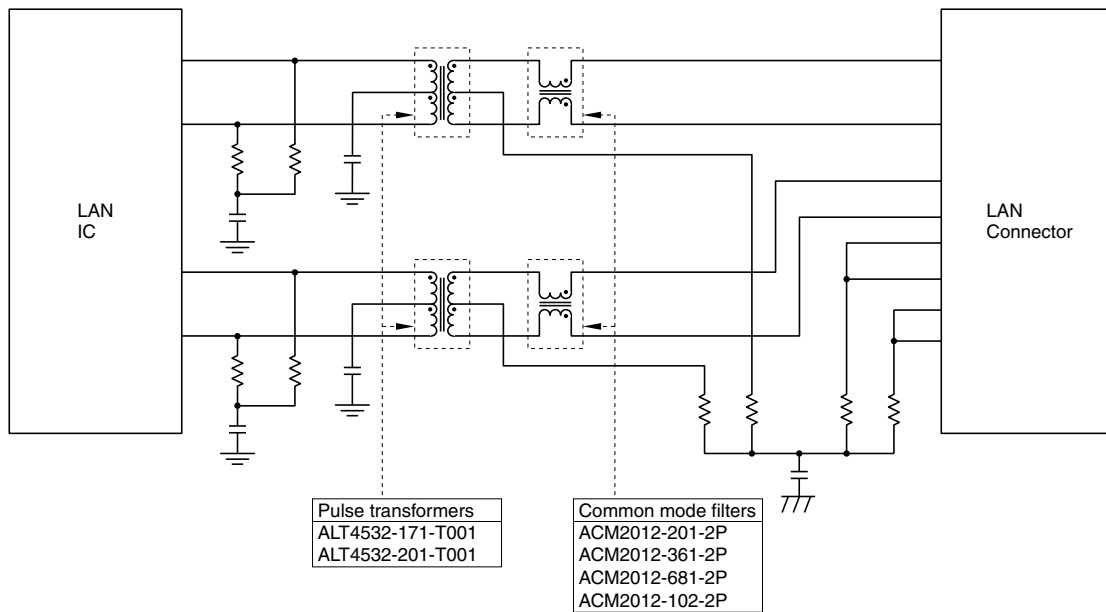 LAN
IC
LAN
Connector
Pulse transformers
ALT4532-171-T001
ALT4532-201-T001
Common mode filters
ACM2012-201-2P
ACM2012-361-2P
ACM2012-681-2P
ACM2012-102-2P